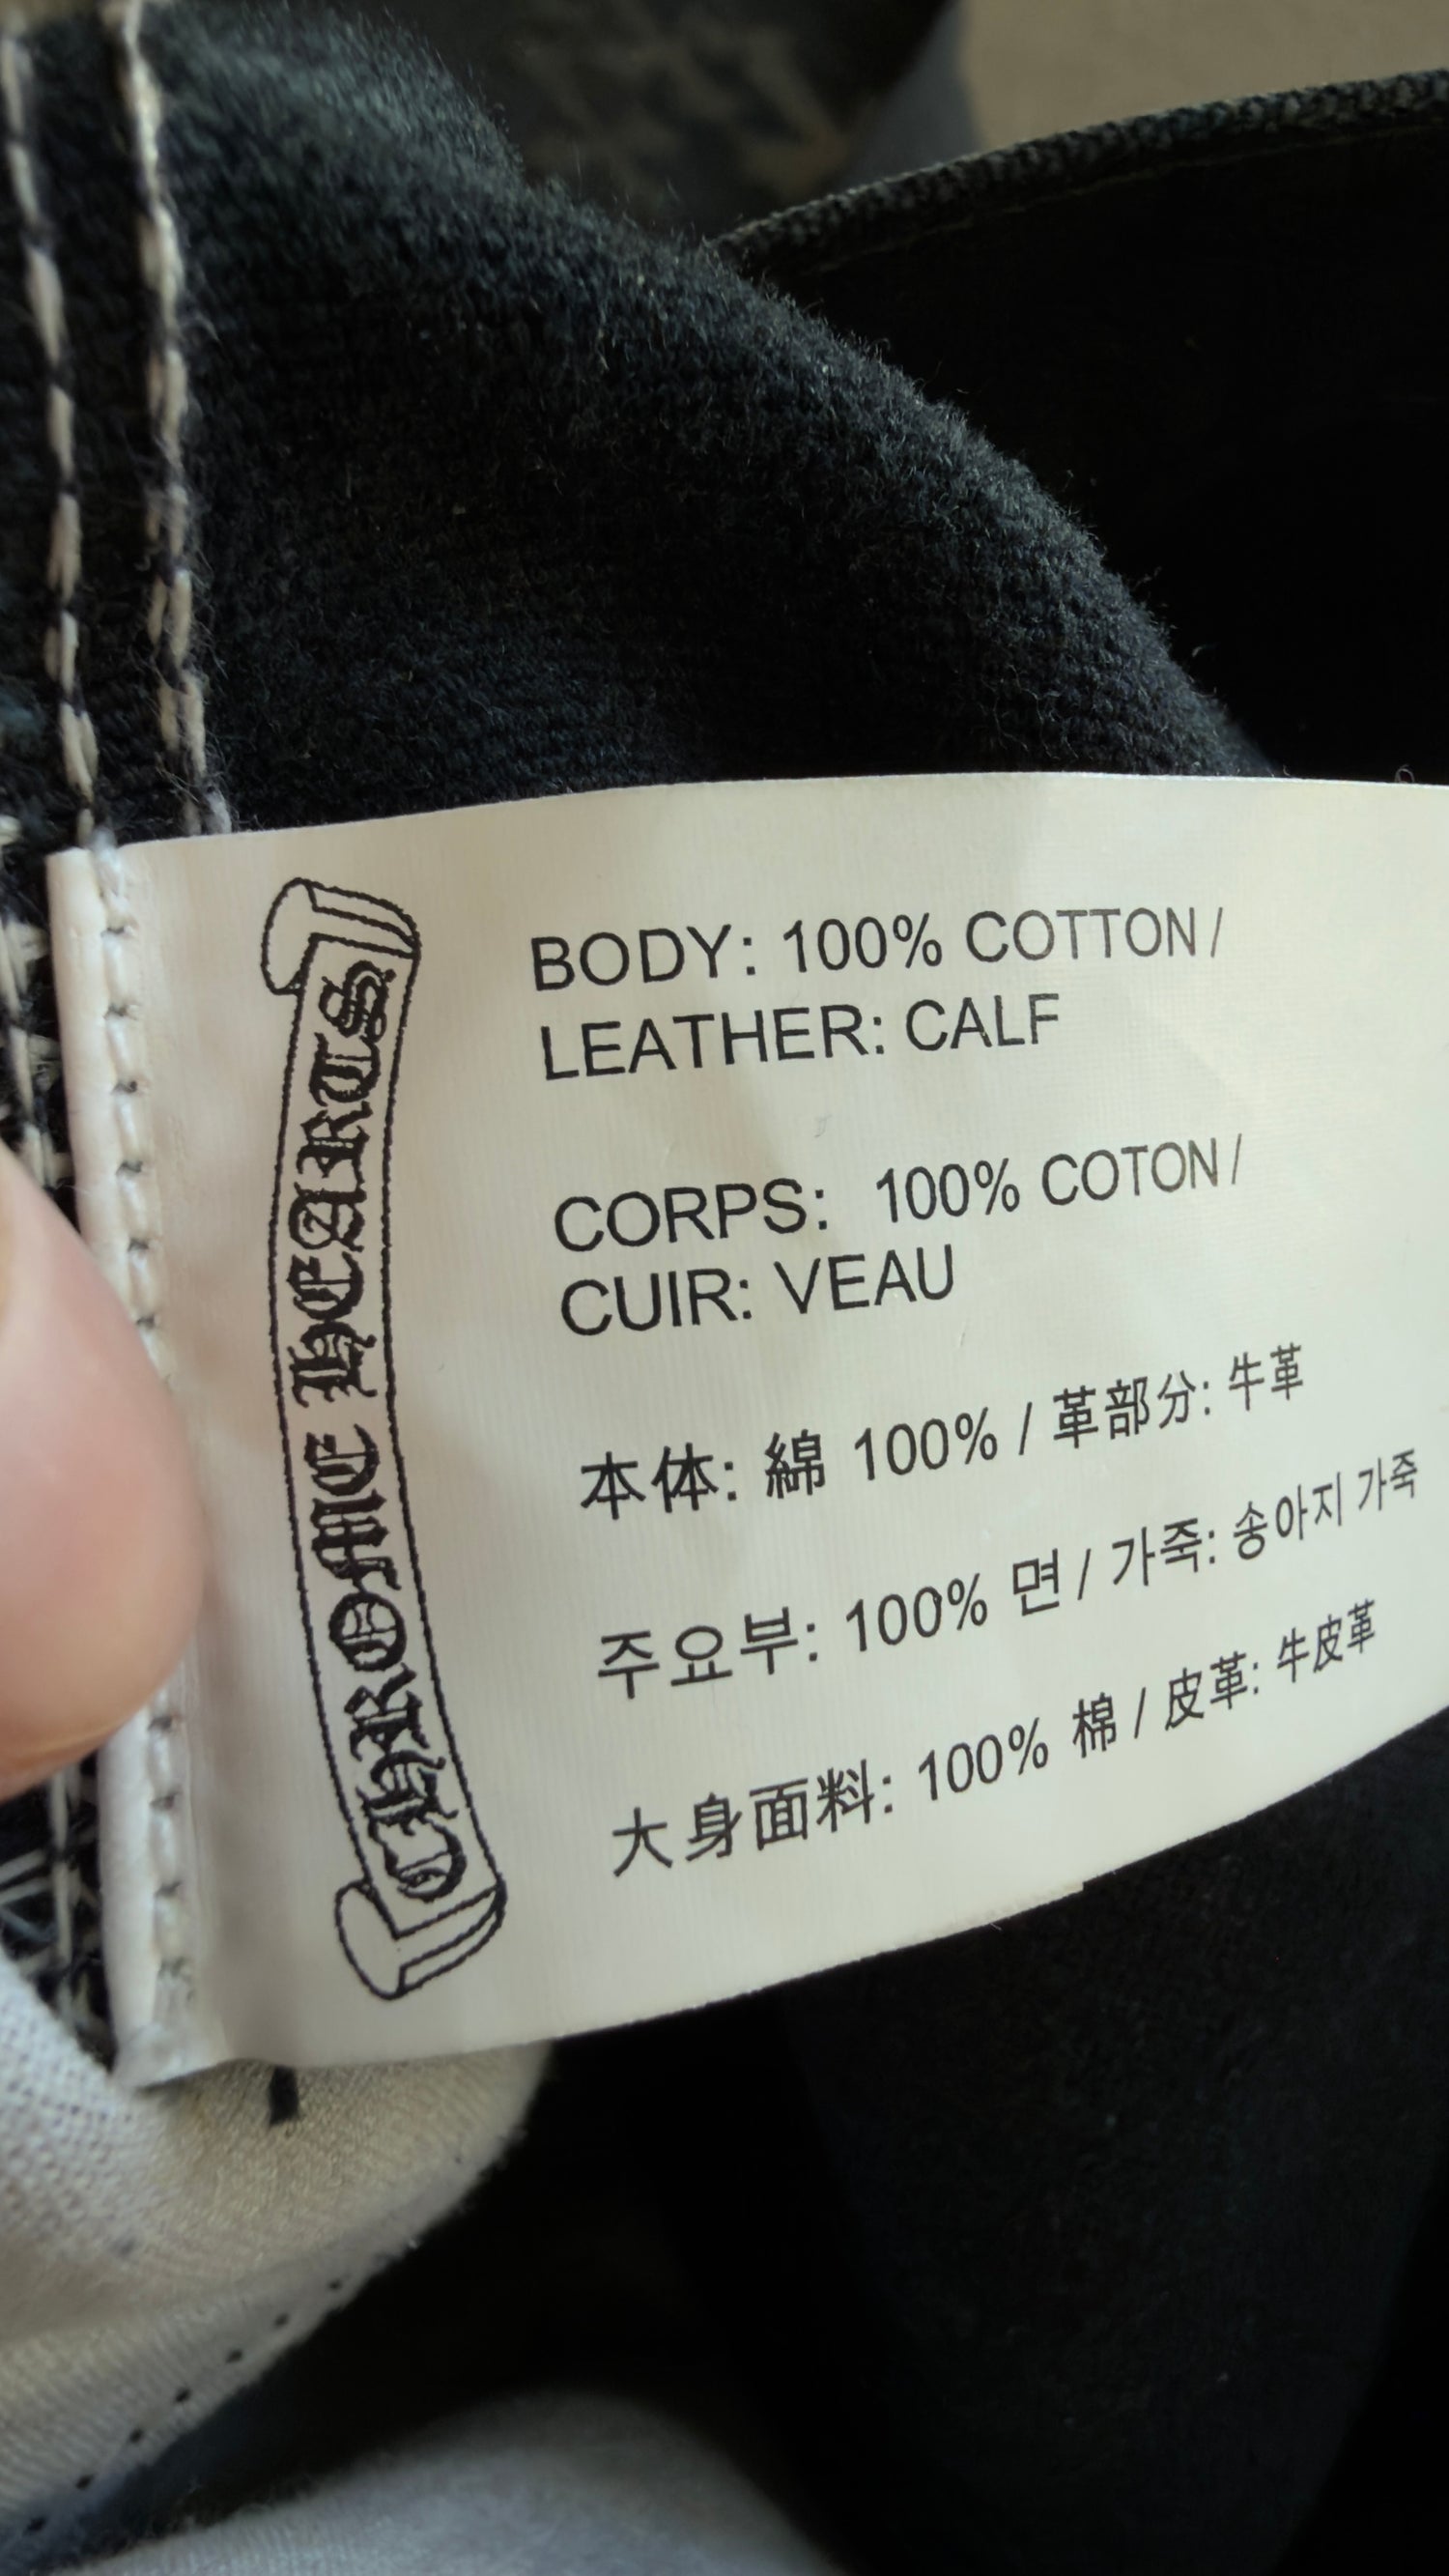 CHROME HEARTS
BODY: 100% COTTON /
LEATHER: CALF
CORPS: 100% COTON /
CUIR: VEAU
本体: 綿 100% / 革部分: 牛革
주요부: 100% 면 / 가죽: 송아지 가죽
大身面料: 100% 棉 / 皮革: 牛皮革